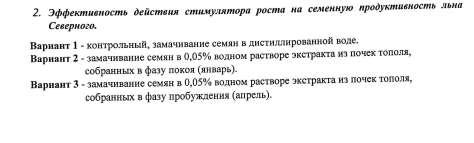 2. Эффективность действия стимулятора роста на семенную продуктивность льна
Северного.
Вариант 1 - контрольный, замачивание семян в дистиллированной воде.
Вариант 2 - замачивание семян в 0,05% водном растворе экстракта из почек тополя,
собранных в фазу покоя (январь).
Вариант 3 - замачивание семян в 0,05% водном растворе экстракта из почек тополя,
собранных в фазу пробуждения (апрель).